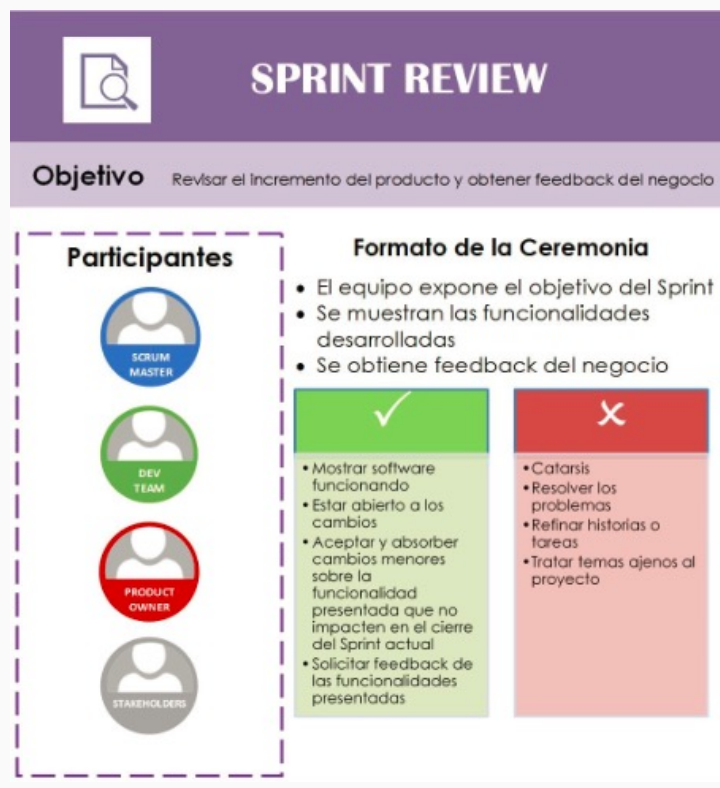 SPRINT REVIEW
Objetivo Revisar el incremento del producto y obtener feedback del negocio
Participantes
SCRUM
MASTER
DEV
TEAM
PRODUCT
OWNER
STAKEHOLDERS
Formato de la Ceremonia
• El equipo expone el objetivo del Sprint
• Se muestran las funcionalidades
desarrolladas
• Se obtiene feedback del negocio
✓
• Mostrar software
funcionando
• Estar abierto a los
cambios
• Aceptar y absorber
cambios menores
sobre la
funcionalidad
presentada que no
impacten en el cierre
del Sprint actual
• Solicitar feedback de
las funcionalidades
presentadas
✗
• Catarsis
• Resolver los
problemas
• Refinar historias o
tareas
• Tratar temas ajenos al
proyecto